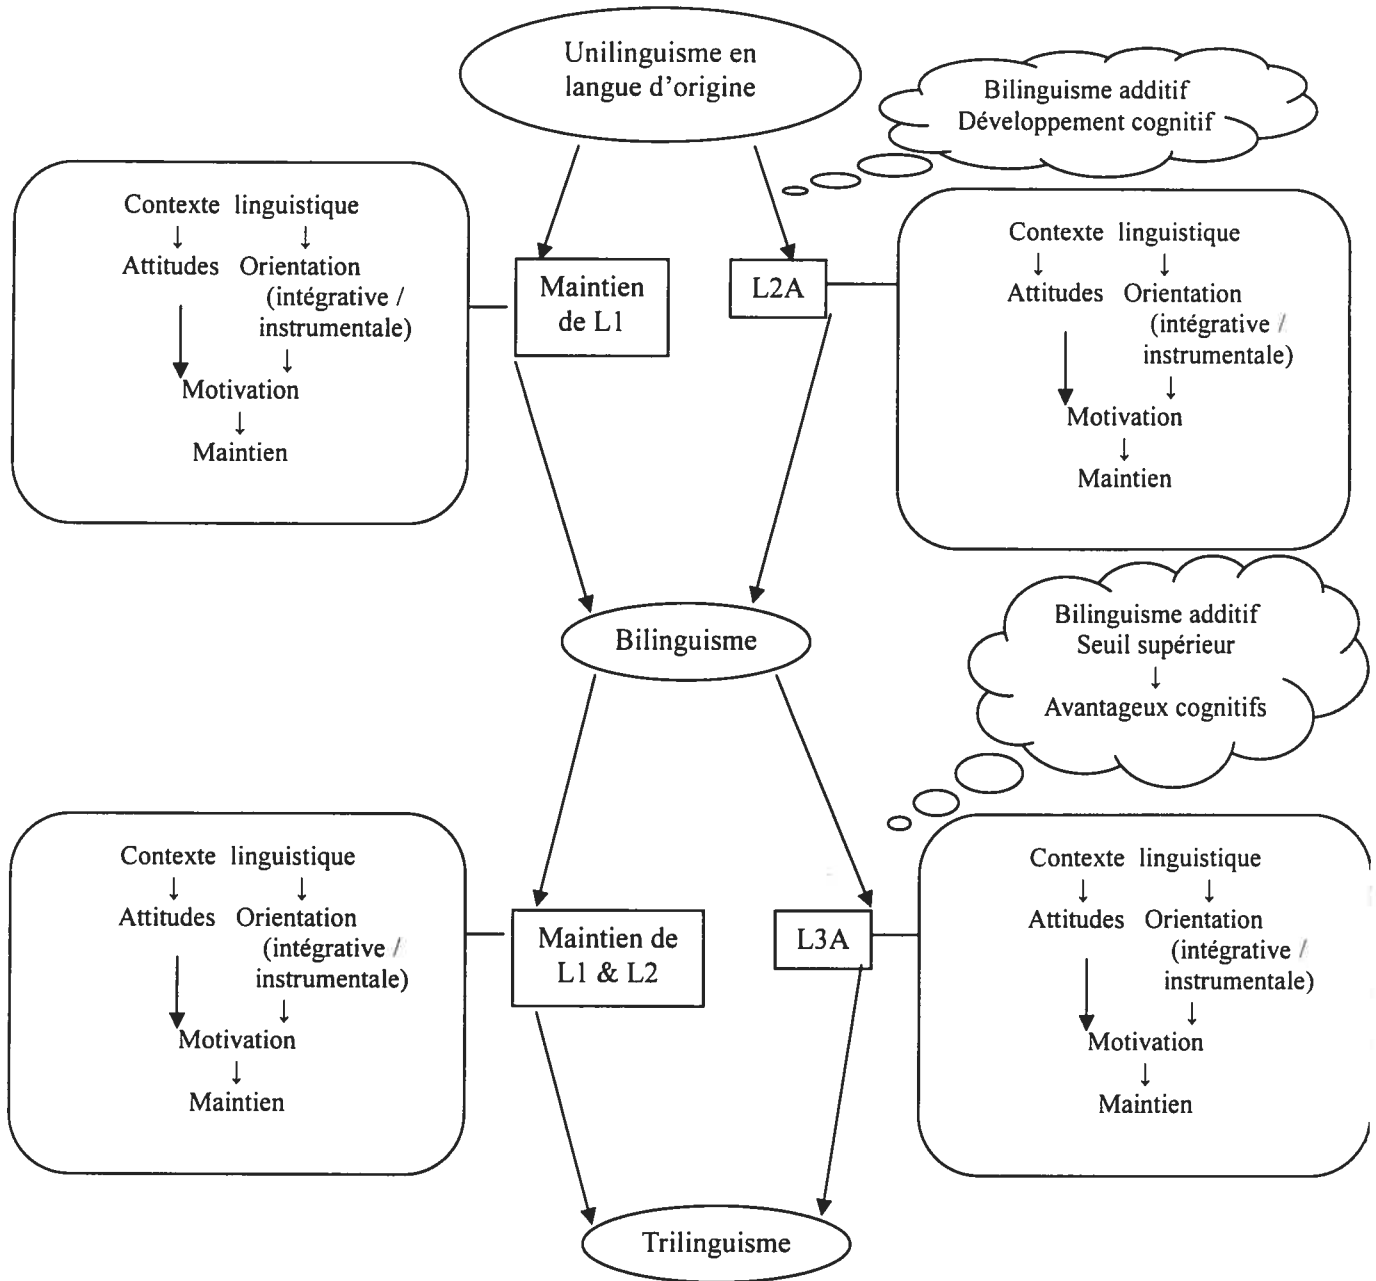 Unilinguisme en
langue d'origine
Bilinguisme additif
Développement cognitif
Contexte linguistique
Attitudes Orientation
(intégrative /
instrumentale)
Motivation
Maintien
Maintien
de L1
L2A
Contexte linguistique
Attitudes Orientation
(intégrative /
instrumentale)
Motivation
Maintien
Bilinguisme
Bilinguisme additif
Seuil supérieur
Avantageux cognitifs
Contexte linguistique
Attitudes Orientation
(intégrative /
instrumentale)
Motivation
Maintien
Maintien de
L1 & L2
L3A
Contexte linguistique
Attitudes Orientation
(intégrative /
instrumentale)
Motivation
Maintien
Trilinguisme